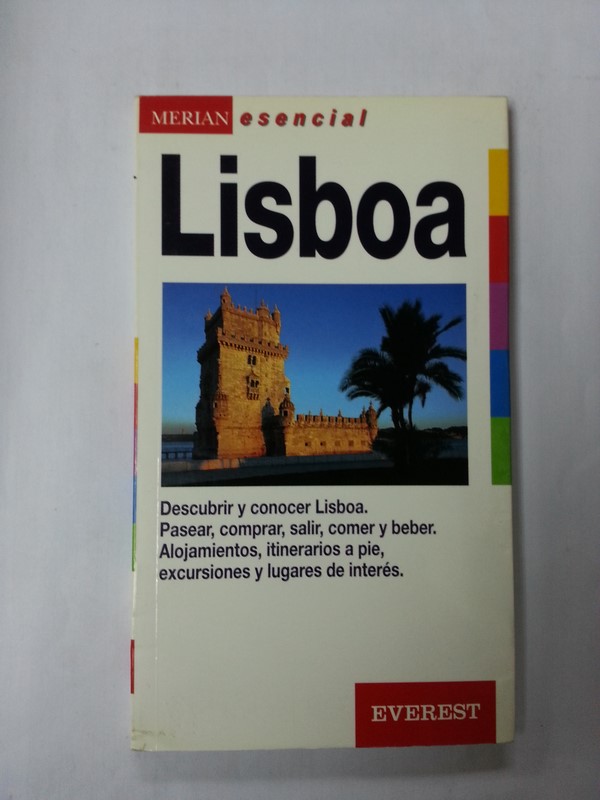 MERIAN esencial
Lisboa
Descubrir y conocer Lisboa.
Pasear, comprar, salir, comer y beber.
Alojamientos, itinerarios a pie,
excursiones y lugares de interés.
EVEREST